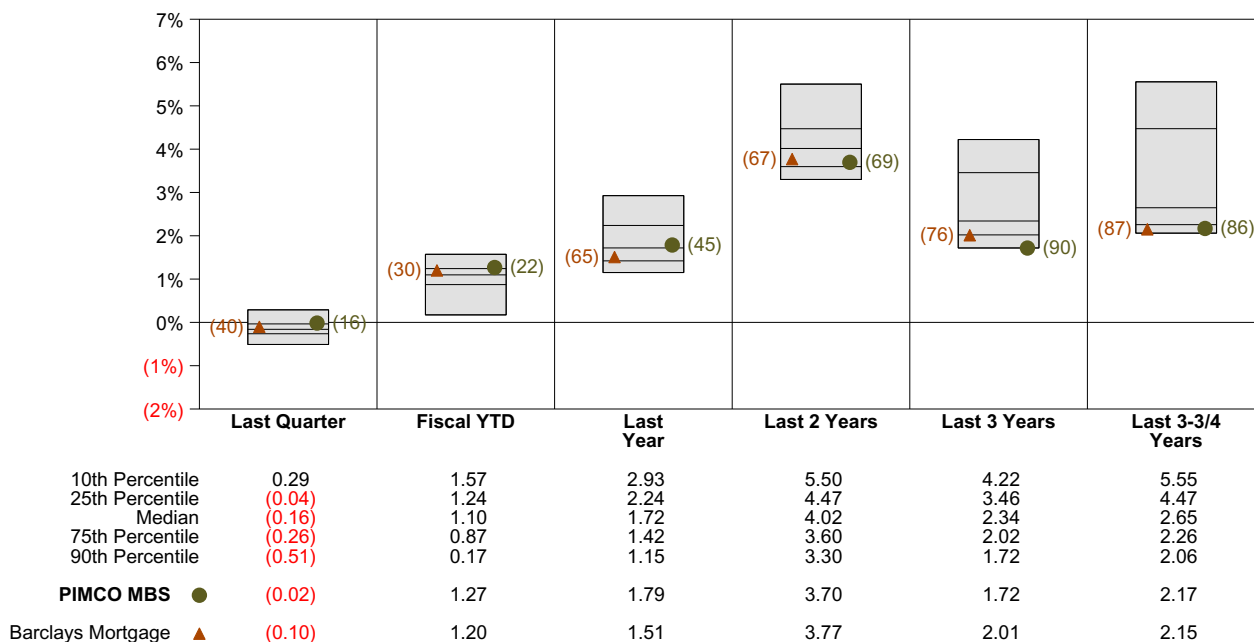 7%
6%
5%
4%
3%
2%
1%
0%
(1%)
(2%)
(40) (16)
(30) (22)
(65) (45)
(67) (69)
(76) (90)
(87) (86)
Last Quarter Fiscal YTD Last Year Last 2 Years Last 3 Years Last 3-3/4 Years
10th Percentile 0.29 1.57 2.93 5.50 4.22 5.55
25th Percentile (0.04) 1.24 2.24 4.47 3.46 4.47
Median (0.16) 1.10 1.72 4.02 2.34 2.65
75th Percentile (0.26) 0.87 1.42 3.60 2.02 2.26
90th Percentile (0.51) 0.17 1.15 3.30 1.72 2.06
PIMCO MBS (0.02) 1.27 1.79 3.70 1.72 2.17
Barclays Mortgage (0.10) 1.20 1.51 3.77 2.01 2.15